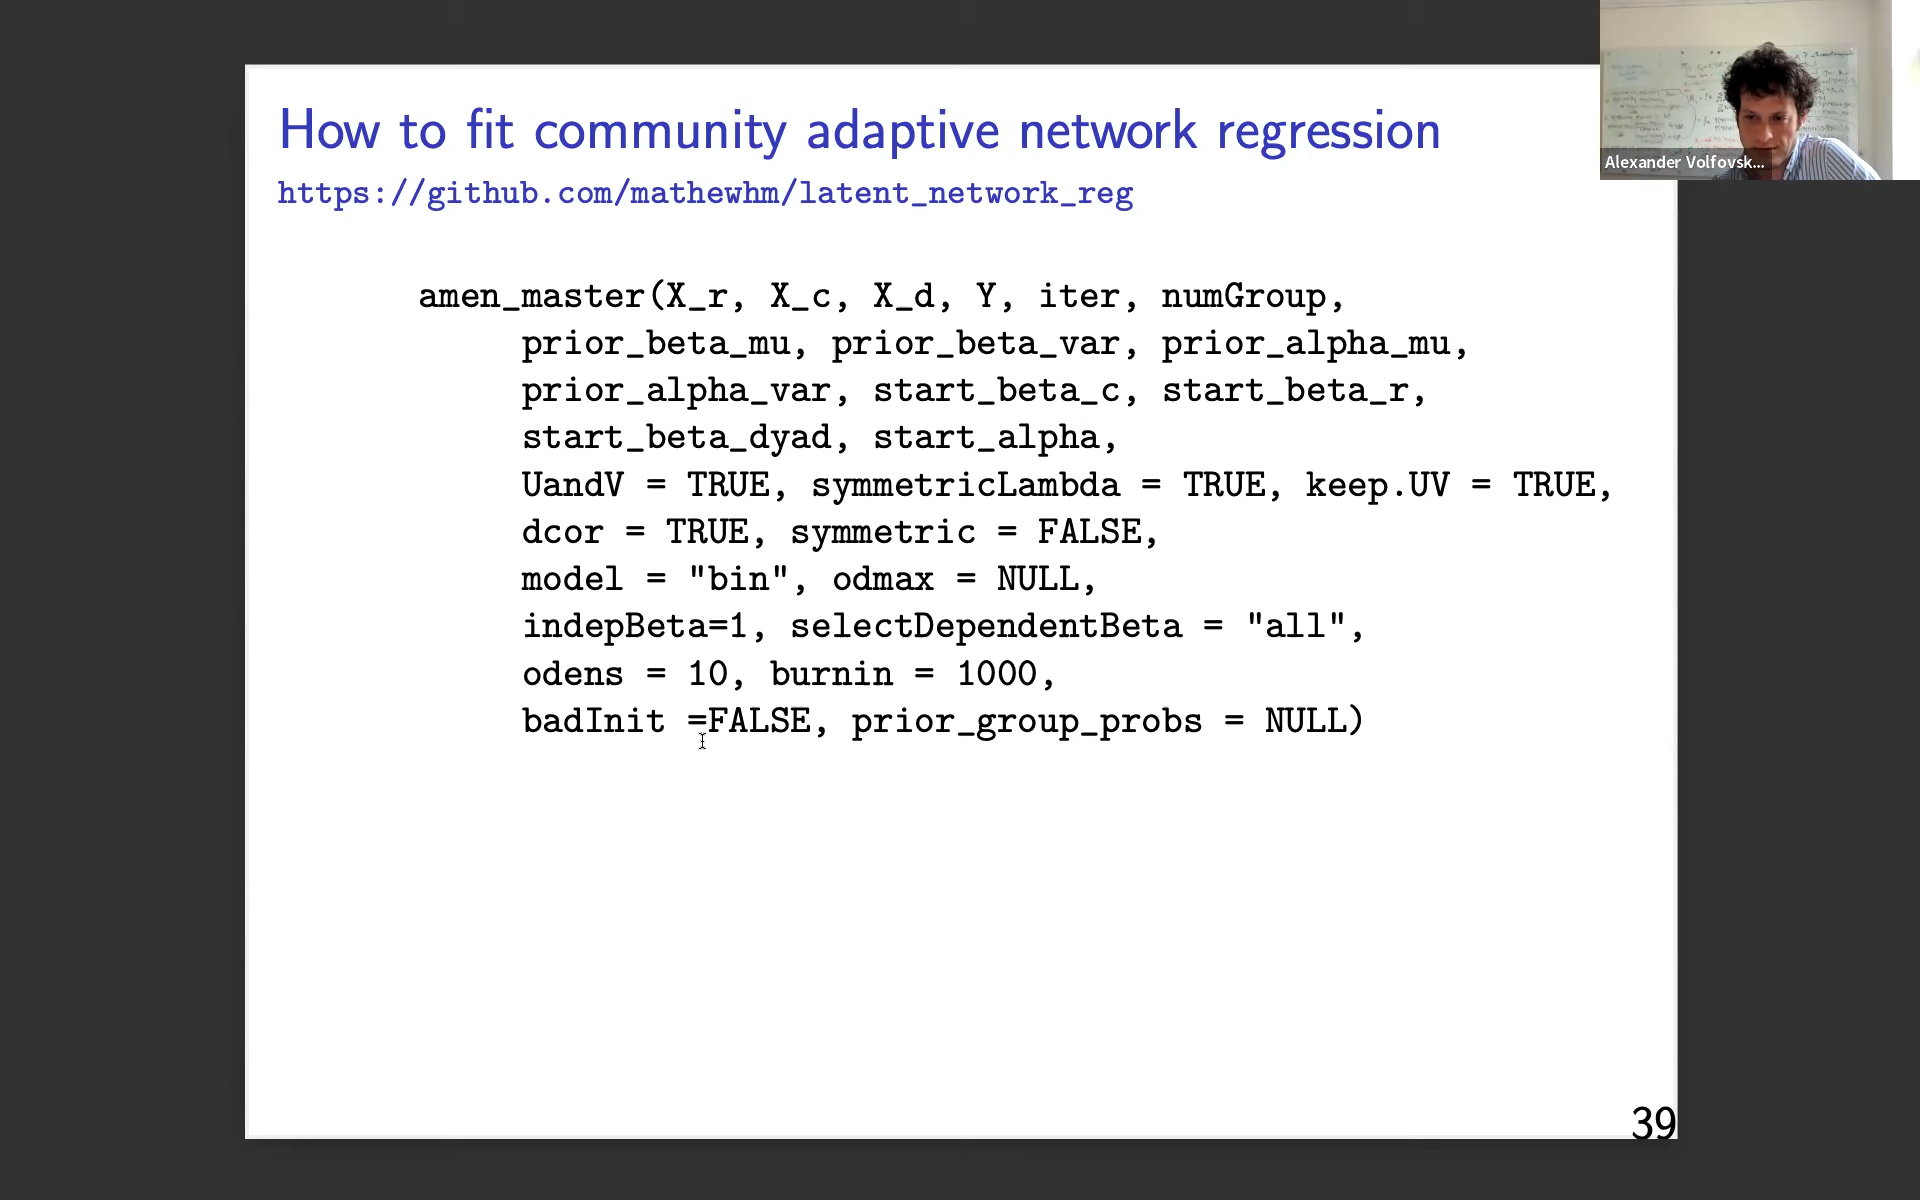 How to fit community adaptive network regression
https://github.com/mathewhm/latent_network_reg
amen_master(X_r, X_c, X_d, Y, iter, numGroup,
prior_beta_mu, prior_beta_var, prior_alpha_mu,
prior_alpha_var, start_beta_c, start_beta_r,
start_beta_dyad, start_alpha,
UandV = TRUE, symmetricLambda = TRUE, keep.UV = TRUE,
dcor = TRUE, symmetric = FALSE,
model = "bin", odmax = NULL,
indepBeta=1, selectDependentBeta = "all",
odens = 10, burnin = 1000,
badInit =FALSE, prior_group_probs = NULL)
39
Alexander Volfovsk...